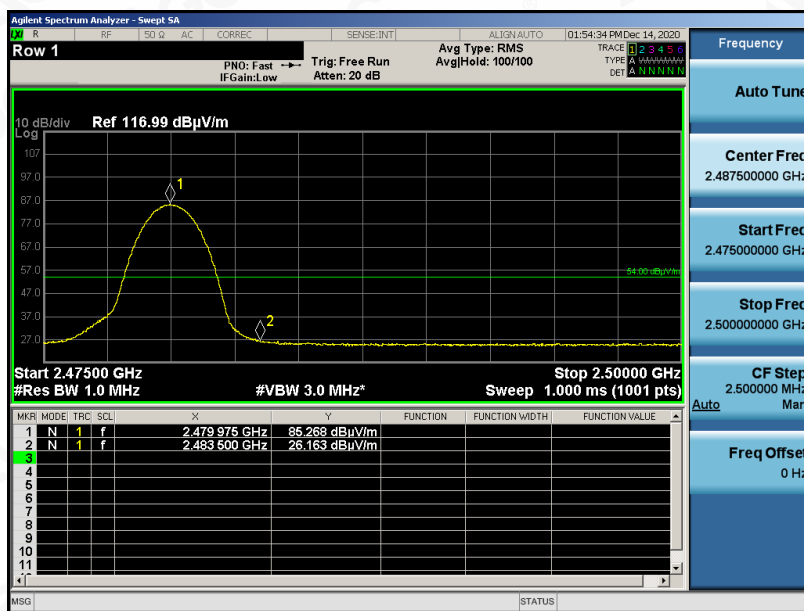 Agilent Spectrum Analyzer - Swept SA
LXI R RF 50 Ω AC CORREC SENSE:INT ALIGN AUTO 01:54:34 PM Dec 14, 2020
Row 1
PNO: Fast
IFGain:Low
Trig: Free Run
Atten: 20 dB
Avg Type: RMS
Avg|Hold: 100/100
TRACE 1 2 3 4 5 6
TYPE A WWWWW
DET A N N N N N
10 dB/div Ref 116.99 dBµV/m
Log
107
97.0
87.0
77.0
67.0
57.0
47.0
37.0
27.0
1
2
54.00 dBµV/m
Start 2.47500 GHz Stop 2.50000 GHz
#Res BW 1.0 MHz #VBW 3.0 MHz* Sweep 1.000 ms (1001 pts)
MKR MODE TRC SCL X Y FUNCTION FUNCTION WIDTH FUNCTION VALUE
1 N 1 f 2.479 975 GHz 85.268 dBµV/m
2 N 1 f 2.483 500 GHz 26.163 dBµV/m
3
4
5
6
7
8
9
10
11
MSG STATUS
Frequency
Auto Tune
Center Freq
2.487500000 GHz
Start Freq
2.475000000 GHz
Stop Freq
2.500000000 GHz
CF Step
2.500000 MHz
Auto Man
Freq Offset
0 Hz